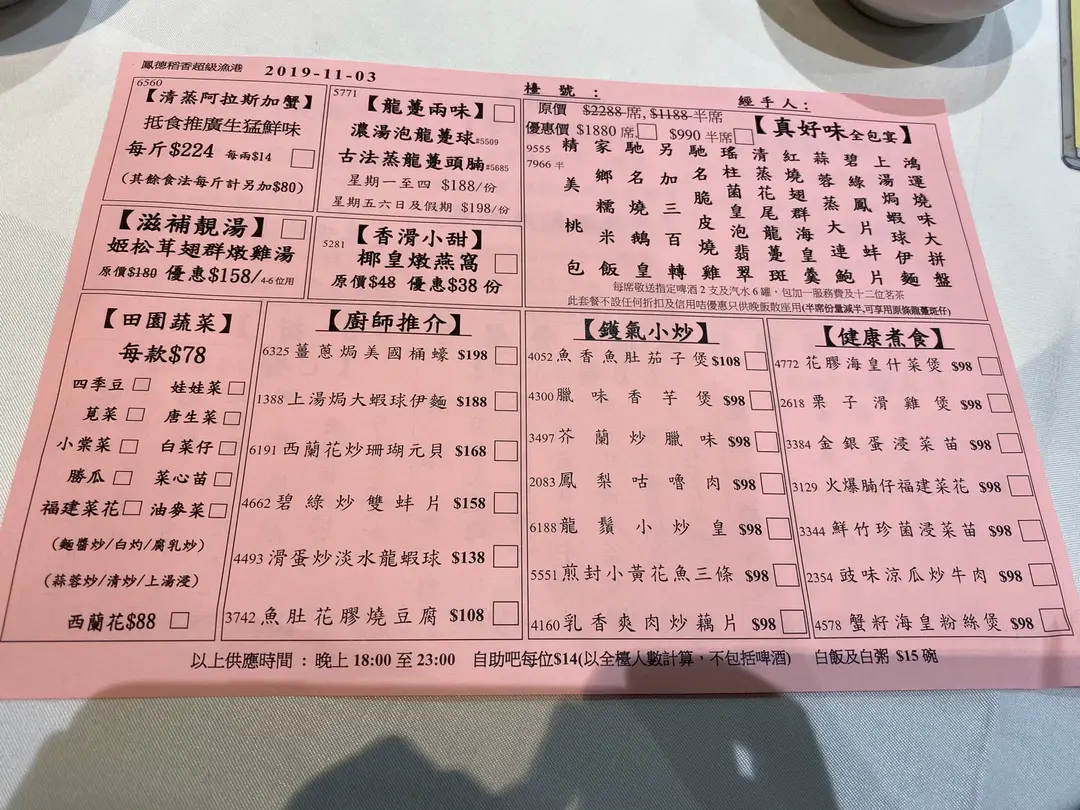 鳳德稻香超級漁港 2019-11-03
檯 號 :
經手人:
6560
【清蒸阿拉斯加蟹】
抵食推廣生猛鮮味
每斤$224 每兩$14
(其餘食法每斤計另加$80)
5771
【龍躉兩味】
濃湯泡龍躉球#5509
古法蒸龍躉頭腩#5685
星期一至四 $188/份
星期五六日及假期 $198/份
原價 $2288 席, $1188 半席
優惠價 $1880 席 $990 半席
【真好味全包宴】
9555
7966 半
鴻運燒味大拼盤
上湯焗蝦球伊麵
碧綠鳳片蚌片
蒜蓉蒸大連鮑
紅燒翅群海皇羹
清蒸花尾龍躉斑
瑤柱菌皇泡翡翠
馳名脆皮燒雞
另加三百轉
馳名燒鵝皇
家鄉糯米飯
精美桃包
每席敬送指定啤酒 2 支及汽水 6 罐，包加一服務費及十二位茗茶
此套餐不設任何折扣及信用咭優惠只供晚飯散座用(半席份量減半,可享用原條龍躉斑仔)
【滋補靚湯】
姬松茸翅群燉雞湯
原價$180 優惠$158/4-6位用
【香滑小甜】
5281 椰皇燉燕窩
原價$48 優惠$38 份
【田園蔬菜】
每款$78
四季豆 娃娃菜
莧菜 唐生菜
小棠菜 白菜仔
勝瓜 菜心苗
福建菜花 油麥菜
(麵醬炒/白灼/腐乳炒)
(蒜蓉炒/清炒/上湯浸)
西蘭花$88
【廚師推介】
6325 薑蔥焗美國桶蠔 $198
1388 上湯焗大蝦球伊麵 $188
6191 西蘭花炒珊瑚元貝 $168
4662 碧綠炒雙蚌片 $158
4493 滑蛋炒淡水龍蝦球 $138
3742 魚肚花膠燒豆腐 $108
【鑊氣小炒】
4052 魚香魚肚茄子煲 $108
4300 臘味香芋煲 $98
3497 芥蘭炒臘味 $98
2083 鳳梨咕嚕肉 $98
6188 龍鬚小炒皇 $98
5551 煎封小黃花魚三條 $98
4160 乳香爽肉炒藕片 $98
【健康煮食】
4772 花膠海皇什菜煲 $98
2618 栗子滑雞煲 $98
3384 金銀蛋浸菜苗 $98
3129 火爆腩仔福建菜花 $98
3344 鮮竹珍菌浸菜苗 $98
2354 豉味涼瓜炒牛肉 $98
4578 蟹籽海皇粉絲煲 $98
以上供應時間 : 晚上 18:00 至 23:00 自助吧每位$14(以全檯人數計算，不包括啤酒) 白飯及白粥 $15 碗